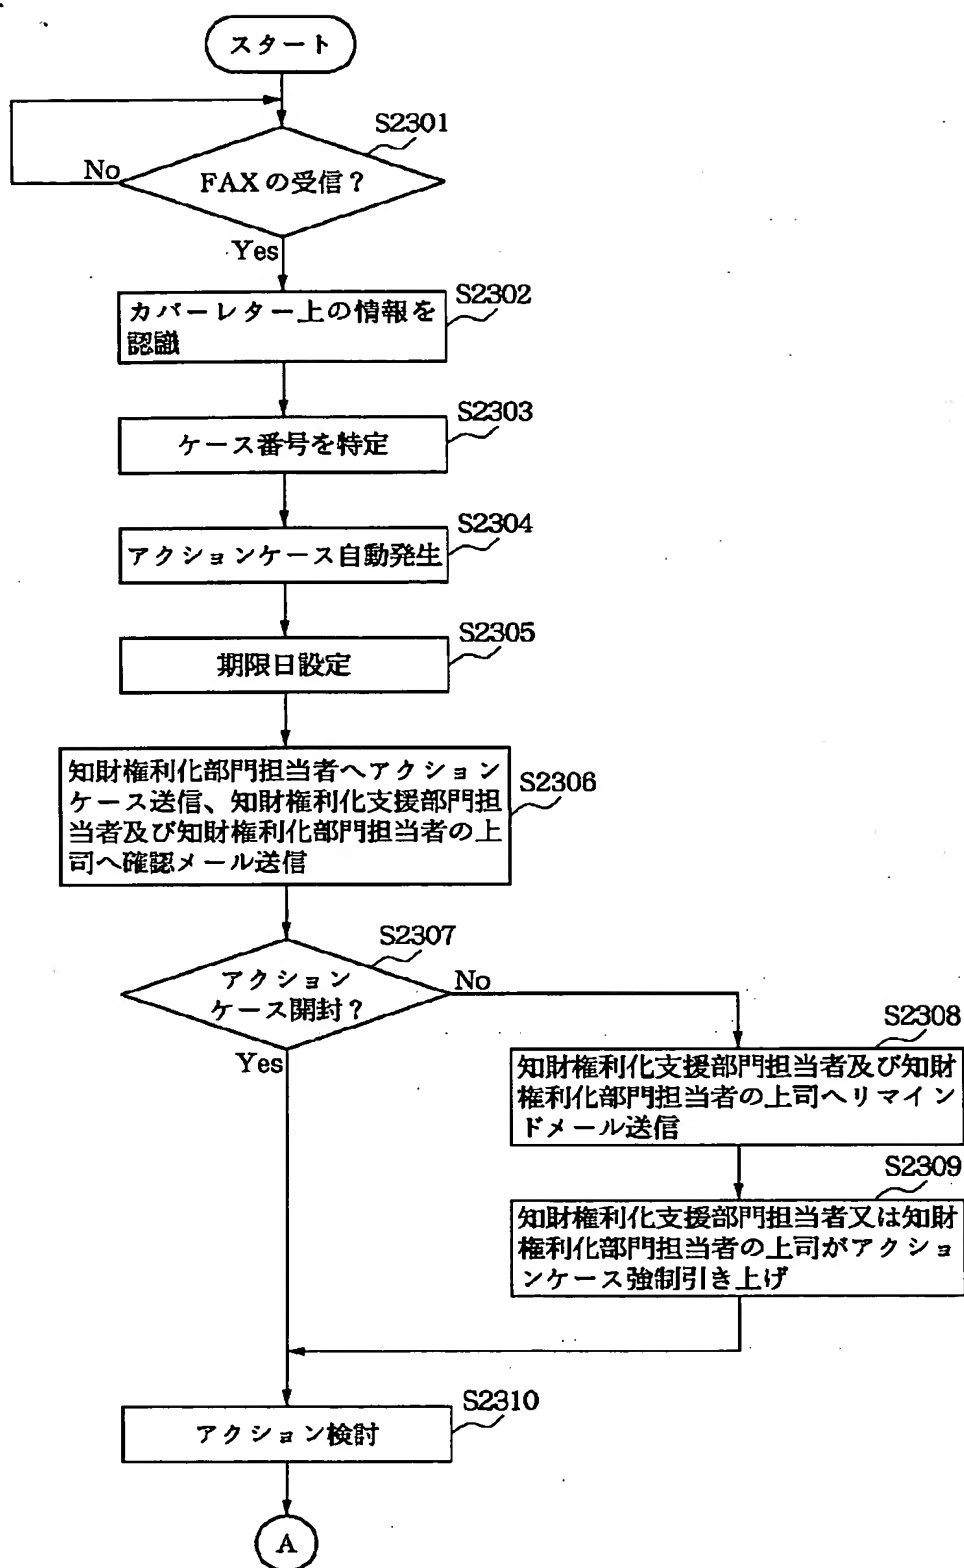 スタート
S2301
No
FAXの受信？
Yes
S2302
カバーレター上の情報を
認識
S2303
ケース番号を特定
S2304
アクションケース自動発生
S2305
期限日設定
S2306
知財権利化部門担当者へアクション
ケース送信、知財権利化支援部門担
当者及び知財権利化部門担当者の上
司へ確認メール送信
S2307
アクション
ケース開封？
No
Yes
S2308
知財権利化支援部門担当者及び知財
権利化部門担当者の上司へリマイン
ドメール送信
S2309
知財権利化支援部門担当者又は知財
権利化部門担当者の上司がアクショ
ンケース強制引き上げ
S2310
アクション検討
A